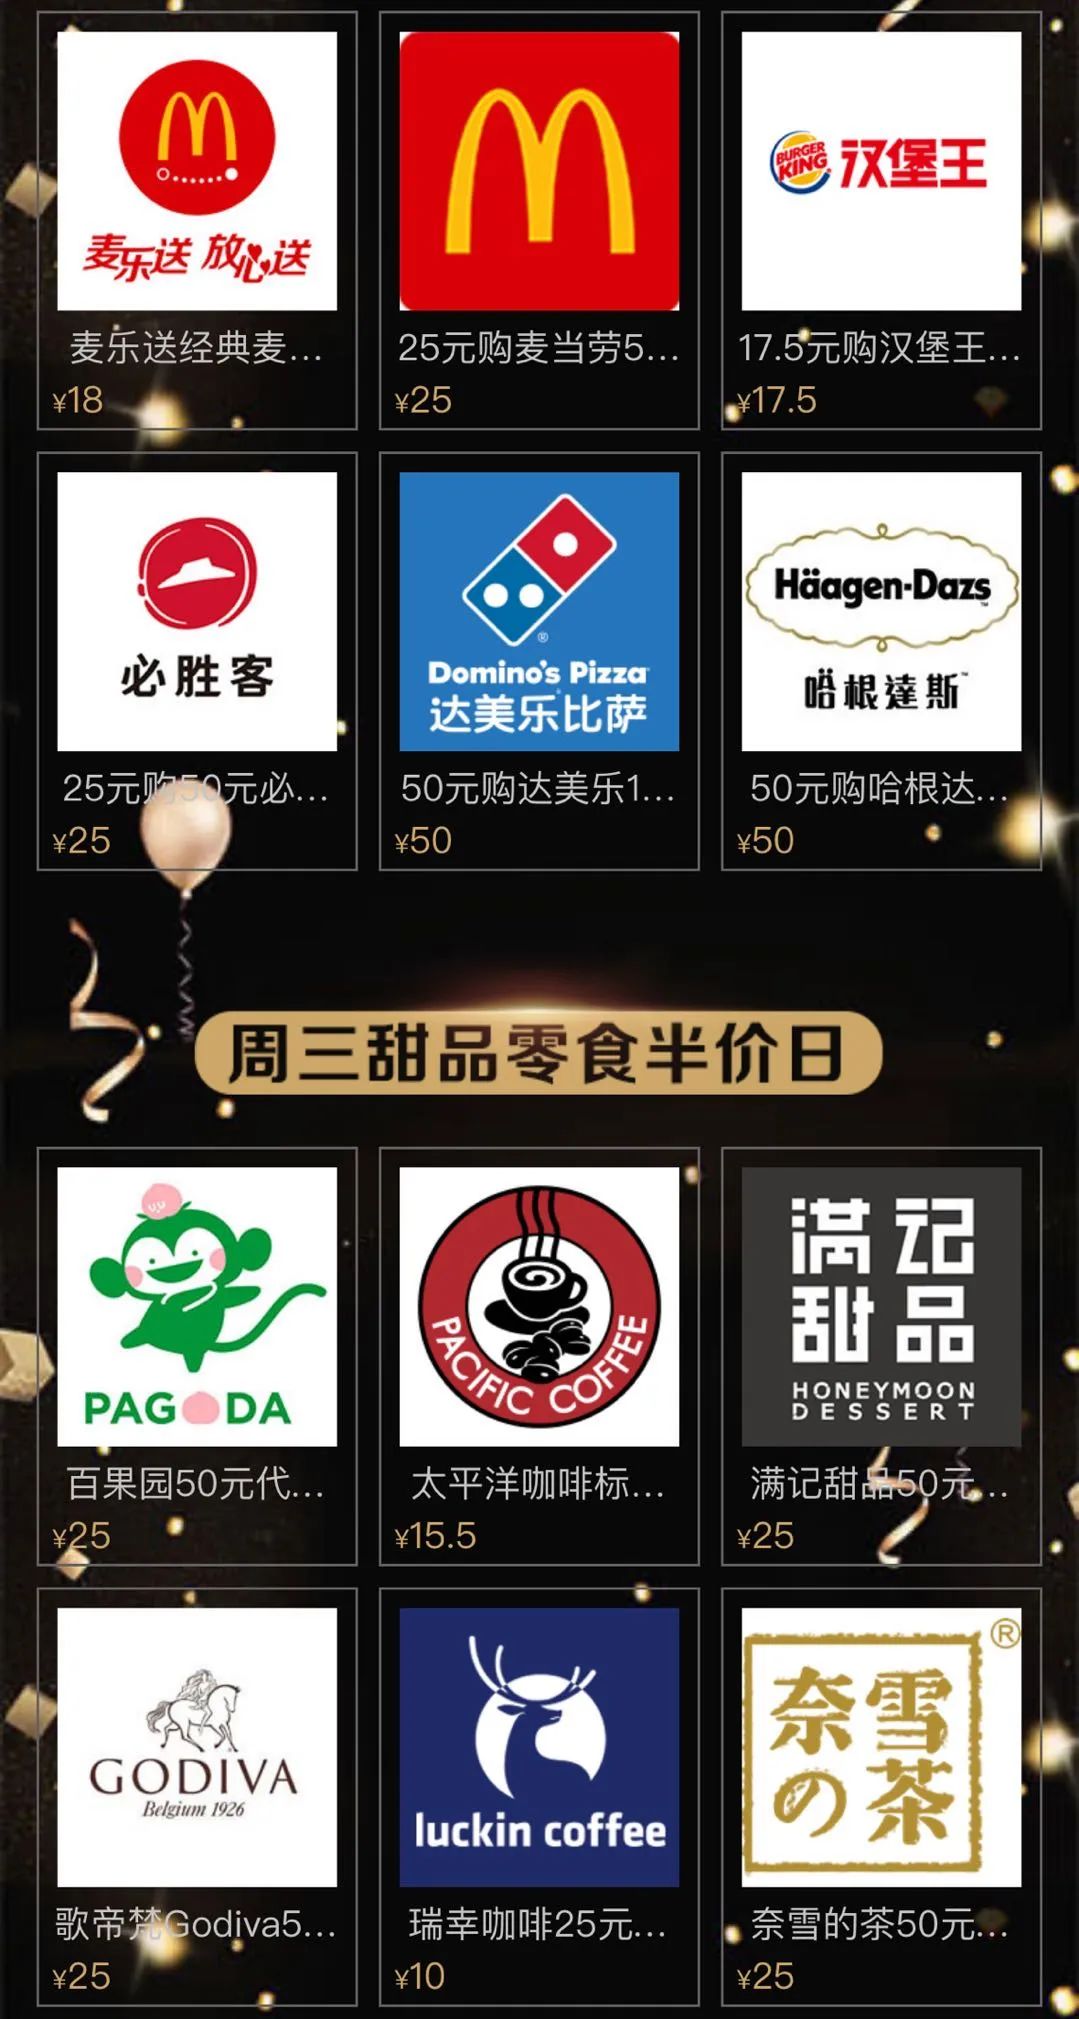 麦乐送 放心送
BURGER KING
汉堡王
麦乐送经典麦...
25元购麦当劳5...
17.5元购汉堡王...
¥18
¥25
¥17.5
必胜客
Domino's Pizza
达美乐比萨
Häagen-Dazs
哈根達斯
25元购50元必...
50元购达美乐1...
50元购哈根达...
¥25
¥50
¥50
周三甜品零食半价日
PAGODA
PACIFIC COFFEE
满记
甜品
HONEYMOON
DESSERT
百果园50元代...
太平洋咖啡标...
满记甜品50元...
¥25
¥15.5
¥25
GODIVA
Belgium 1926
luckin coffee
奈雪
の茶
歌帝梵Godiva5...
瑞幸咖啡25元...
奈雪的茶50元...
¥25
¥10
¥25